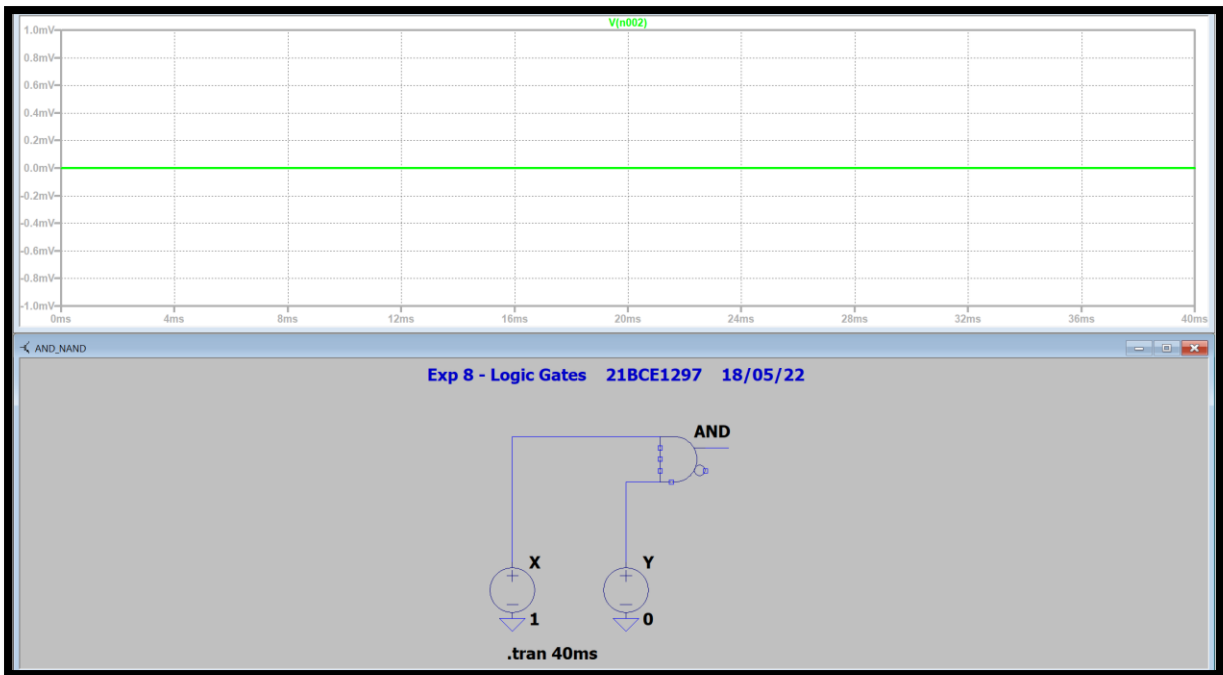 V(n002)
1.0mV
0.8mV
0.6mV
0.4mV
0.2mV
0.0mV
-0.2mV
-0.4mV
-0.6mV
-0.8mV
-1.0mV
0ms 4ms 8ms 12ms 16ms 20ms 24ms 28ms 32ms 36ms 40ms
AND_NAND
Exp 8 - Logic Gates 21BCE1297 18/05/22
AND
X Y
1 0
.tran 40ms